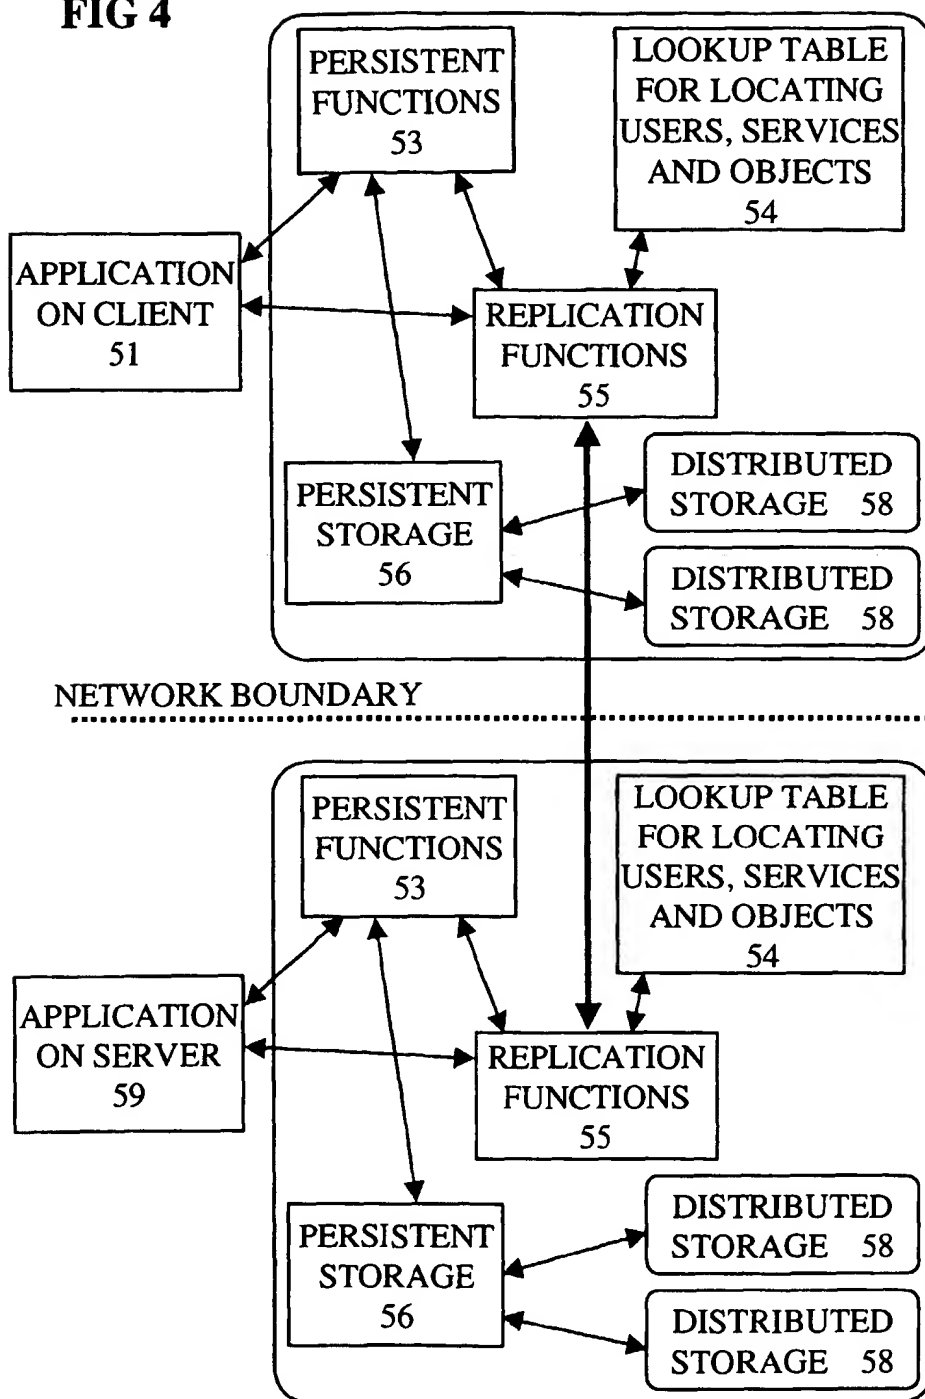 FIG 4
PERSISTENT
FUNCTIONS
53
LOOKUP TABLE
FOR LOCATING
USERS, SERVICES
AND OBJECTS
54
APPLICATION
ON CLIENT
51
REPLICATION
FUNCTIONS
55
PERSISTENT
STORAGE
56
DISTRIBUTED
STORAGE 58
DISTRIBUTED
STORAGE 58
NETWORK BOUNDARY
PERSISTENT
FUNCTIONS
53
LOOKUP TABLE
FOR LOCATING
USERS, SERVICES
AND OBJECTS
54
APPLICATION
ON SERVER
59
REPLICATION
FUNCTIONS
55
PERSISTENT
STORAGE
56
DISTRIBUTED
STORAGE 58
DISTRIBUTED
STORAGE 58